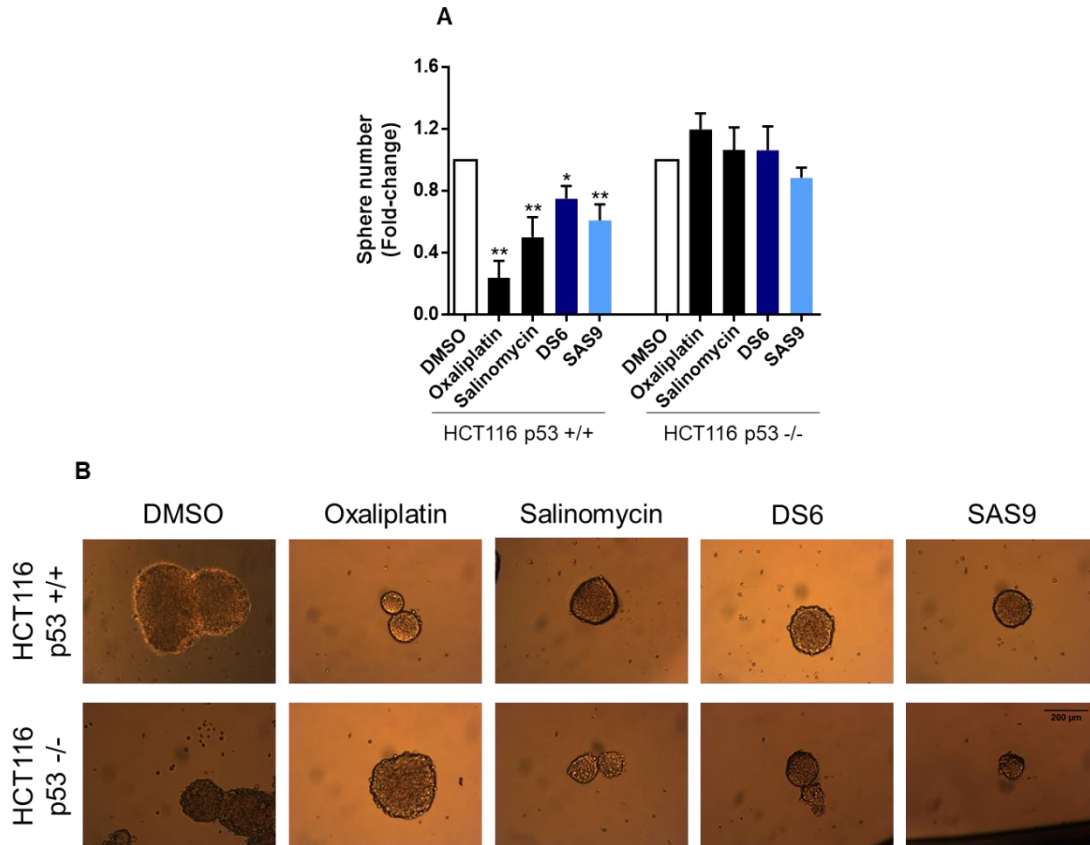 A
1.6
1.2
0.8
0.4
0.0
Sphere number
(Fold-change)
**
**
*
**
DMSO
Oxaliplatin
Salinomycin
DS6
SAS9
DMSO
Oxaliplatin
Salinomycin
DS6
SAS9
HCT116 p53 +/+
HCT116 p53 -/-
B
DMSO
Oxaliplatin
Salinomycin
DS6
SAS9
HCT116
p53 +/+
HCT116
p53 -/-
200 µm